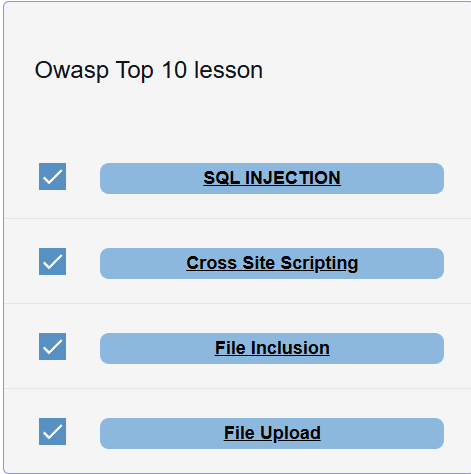 Owasp Top 10 lesson
SQL INJECTION
Cross Site Scripting
File Inclusion
File Upload